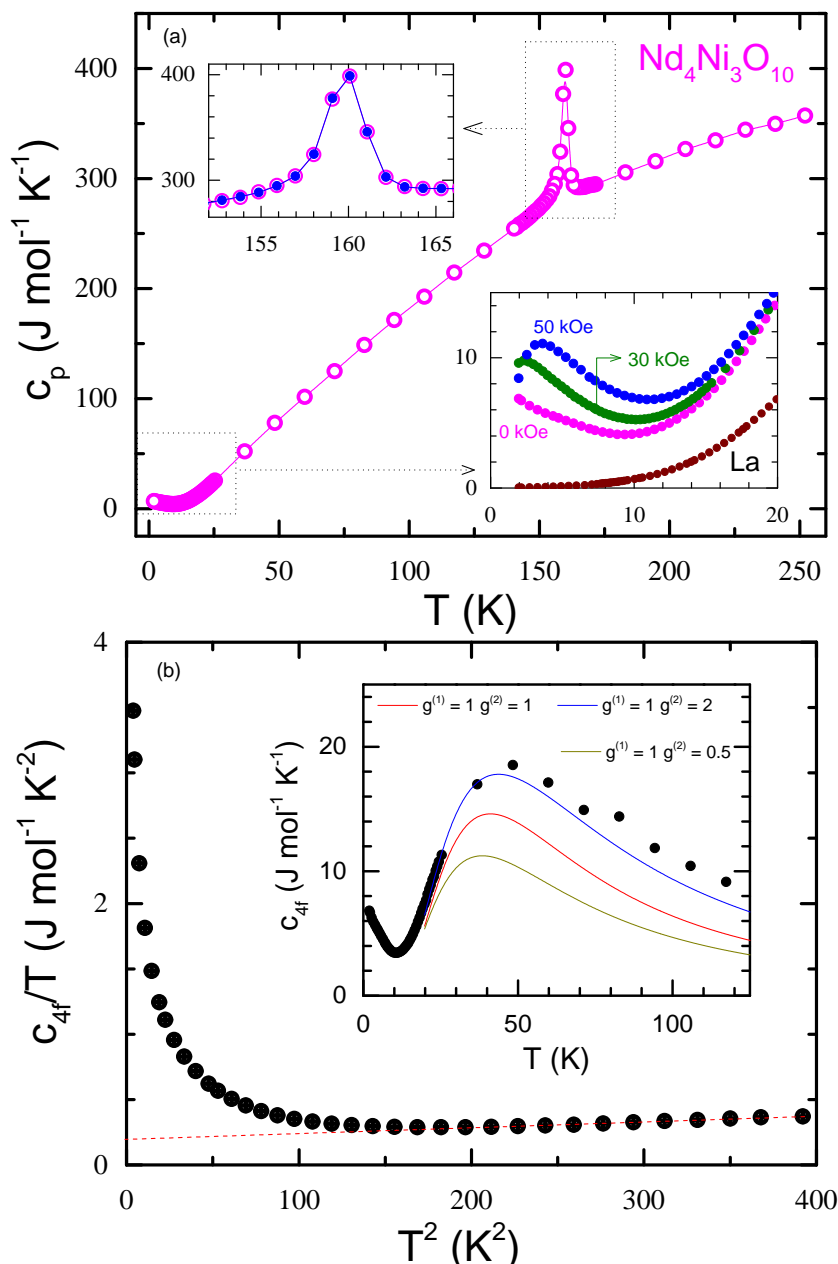 (a)
Nd4Ni3O10
cp (J mol-1 K-1)
400
300
200
100
0
400
300
155
160
165
50 kOe
30 kOe
0 kOe
La
10
0
0
10
20
0
50
100
150
200
250
T (K)
(b)
c4f/T (J mol-1 K-2)
4
2
0
g(1) = 1 g(2) = 1
g(1) = 1 g(2) = 2
g(1) = 1 g(2) = 0.5
c4f (J mol-1 K-1)
20
10
0
0
50
100
T (K)
0
100
200
300
400
T2 (K2)